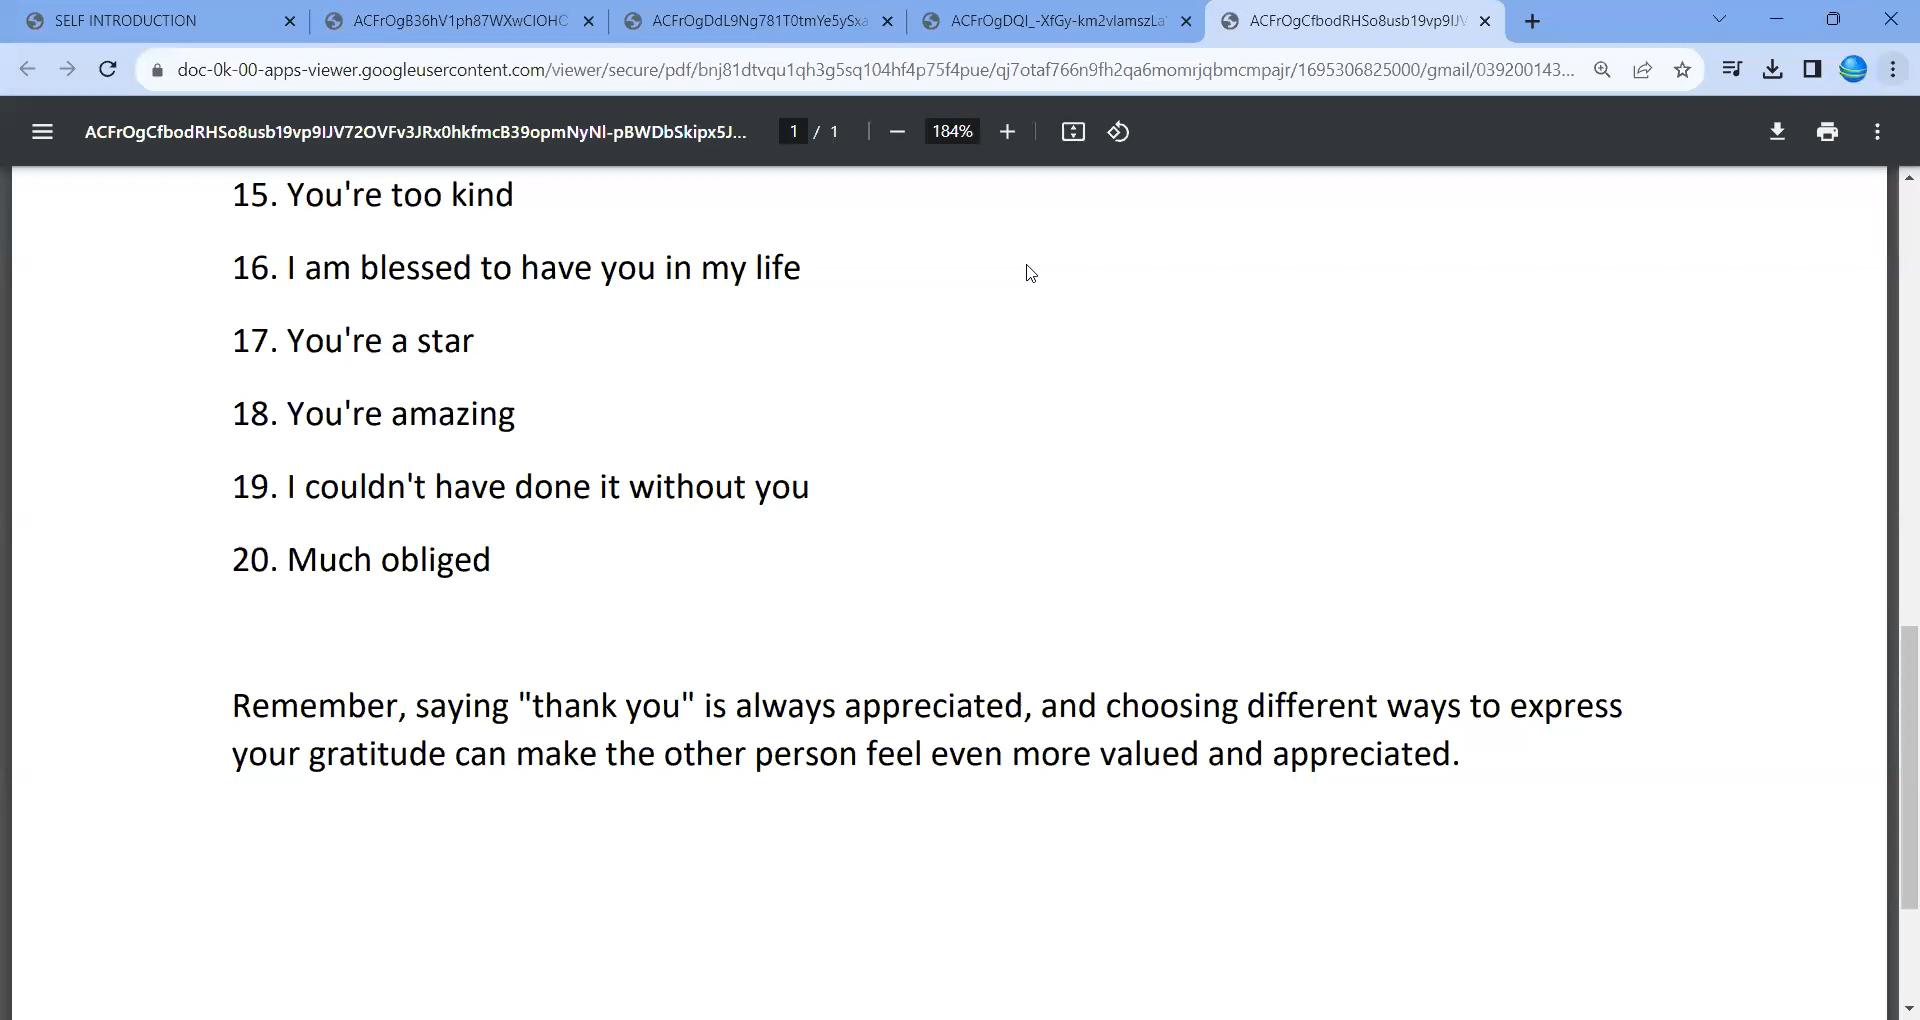 SELF INTRODUCTION
ACFrOgB36hV1ph87WXwCIOHC
ACFrOgDdL9Ng781T0tmYe5ySxa
ACFrOgDQI_-XfGy-km2vlamszLa
ACFrOgCfbodRHSo8usb19vp9IJV
doc-0k-00-apps-viewer.googleusercontent.com/viewer/secure/pdf/bnj81dtvqu1qh3g5sq104hf4p75f4pue/qj7otaf766n9fh2qa6momrjqbmcmpajr/1695306825000/gmail/039200143...
ACFrOgCfbodRHSo8usb19vp9IJV72OVFv3JRx0hkfmcB39opmNyNl-pBWDbSkipx5J... 1 / 1 184%
15. You're too kind
16. I am blessed to have you in my life
17. You're a star
18. You're amazing
19. I couldn't have done it without you
20. Much obliged
Remember, saying "thank you" is always appreciated, and choosing different ways to express
your gratitude can make the other person feel even more valued and appreciated.